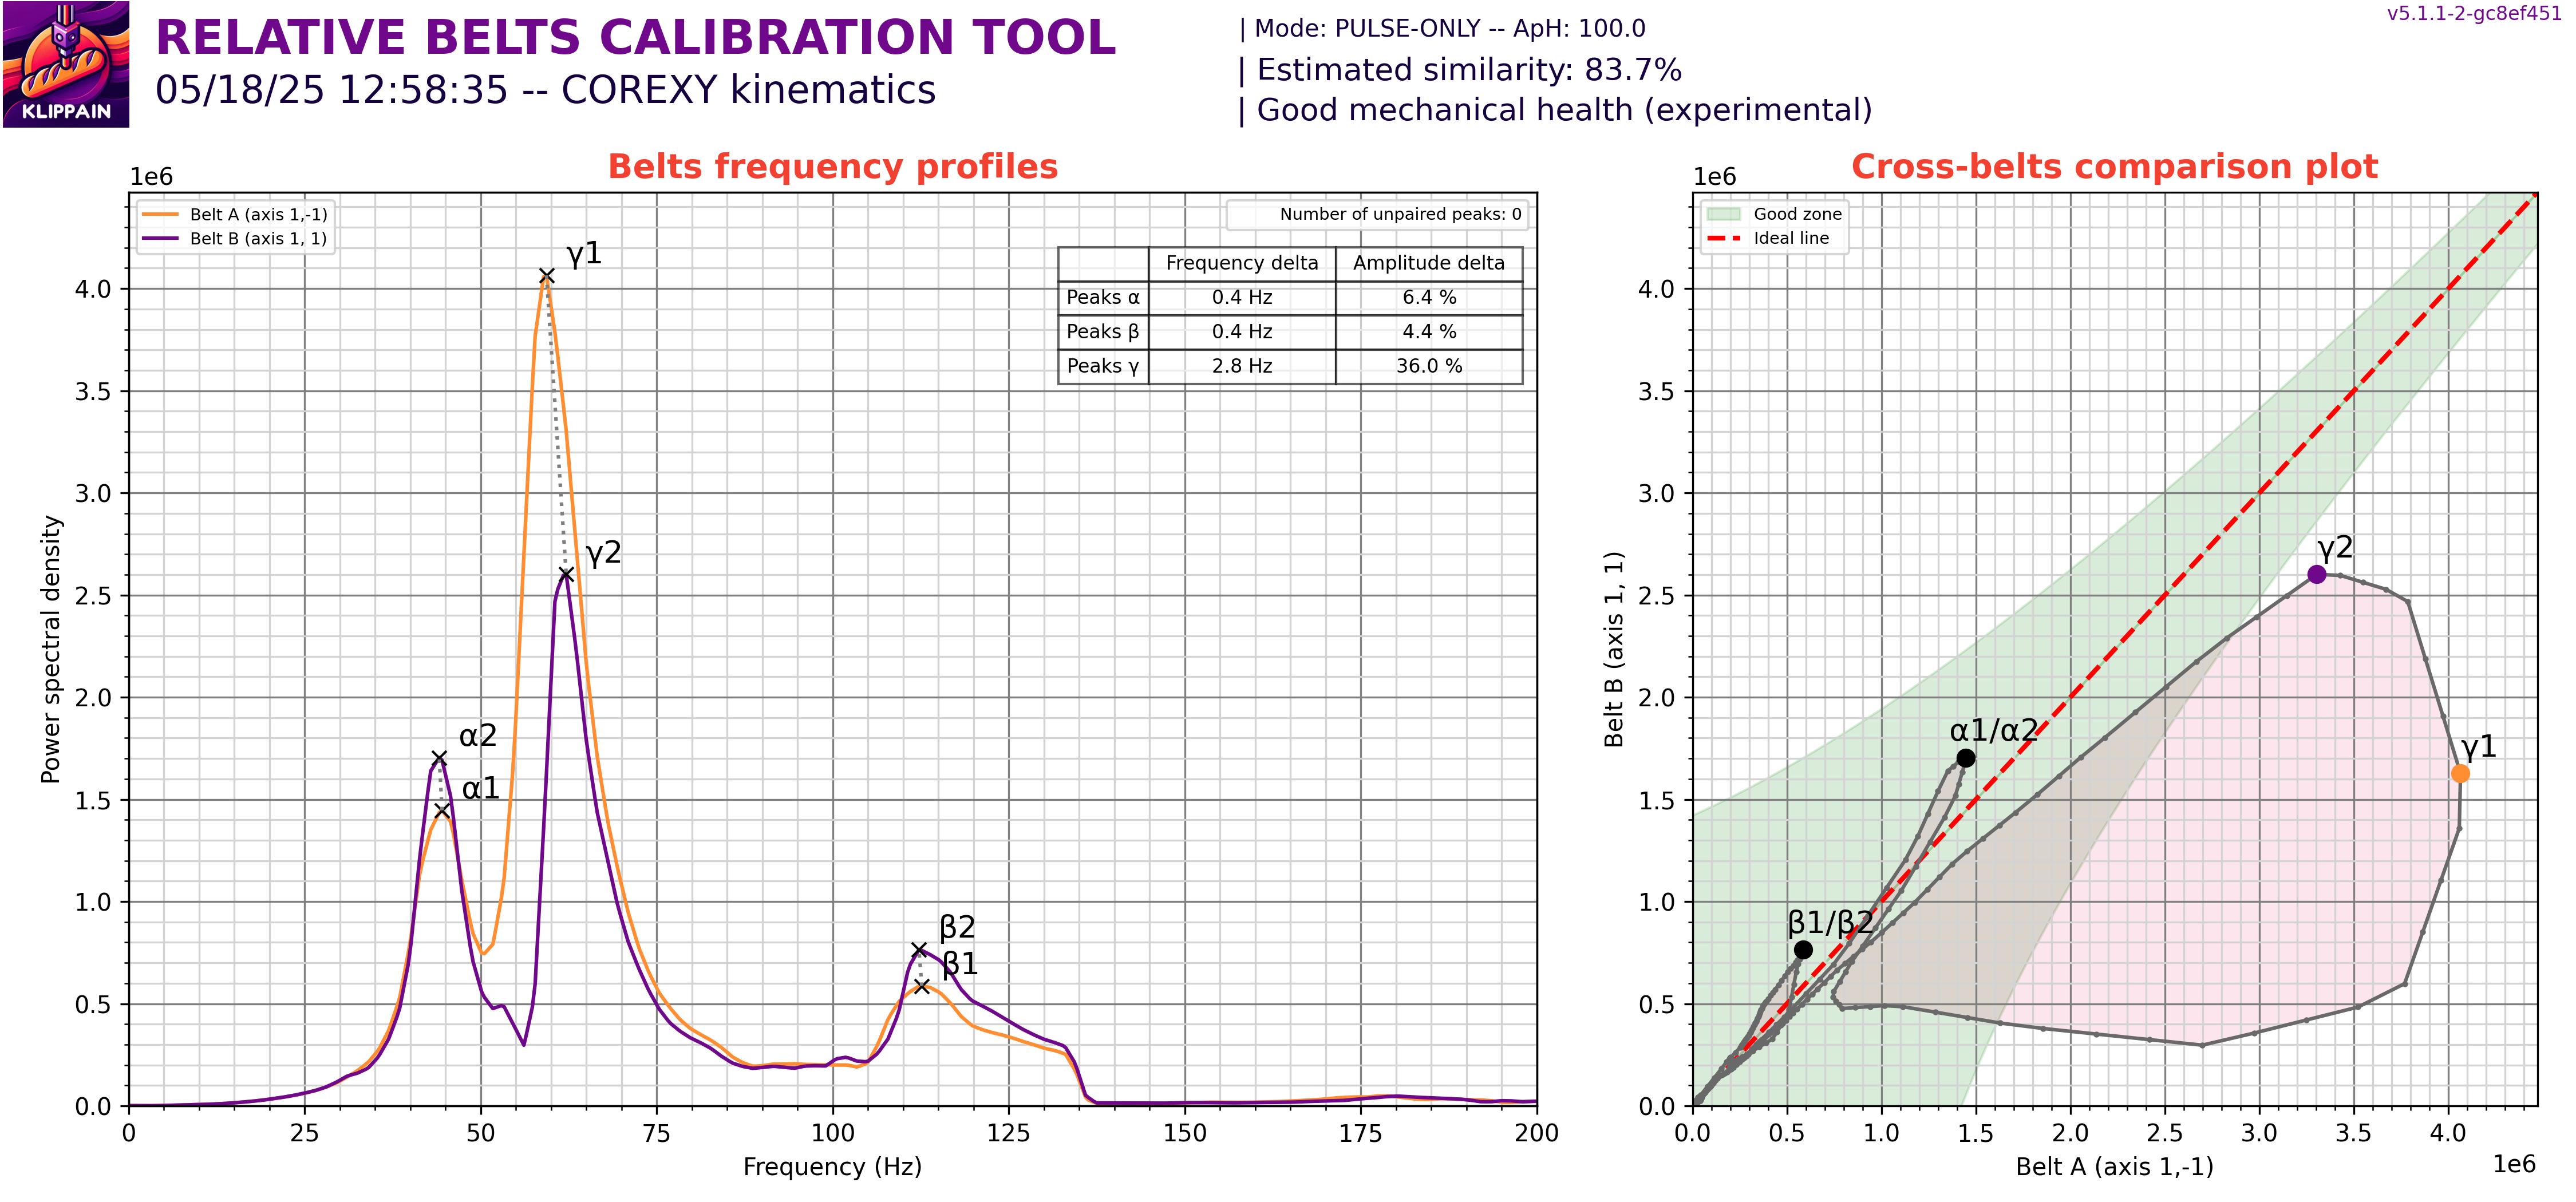 v5.1.1-2-gc8ef451
KLIPPAIN
RELATIVE BELTS CALIBRATION TOOL
05/18/25 12:58:35 -- COREXY kinematics
| Mode: PULSE-ONLY -- ApH: 100.0
| Estimated similarity: 83.7%
| Good mechanical health (experimental)
Belts frequency profiles
1e6
Belt A (axis 1,-1)
Belt B (axis 1, 1)
Number of unpaired peaks: 0
Frequency delta Amplitude delta
Peaks α 0.4 Hz 6.4 %
Peaks β 0.4 Hz 4.4 %
Peaks γ 2.8 Hz 36.0 %
γ1
γ2
α2
α1
β2
β1
Power spectral density
4.0
3.5
3.0
2.5
2.0
1.5
1.0
0.5
0.0
0 25 50 75 100 125 150 175 200
Frequency (Hz)
Cross-belts comparison plot
1e6
Good zone
Ideal line
γ2
γ1
α1/α2
β1/β2
Belt B (axis 1, 1)
4.0
3.5
3.0
2.5
2.0
1.5
1.0
0.5
0.0
0.0 0.5 1.0 1.5 2.0 2.5 3.0 3.5 4.0
1e6
Belt A (axis 1,-1)